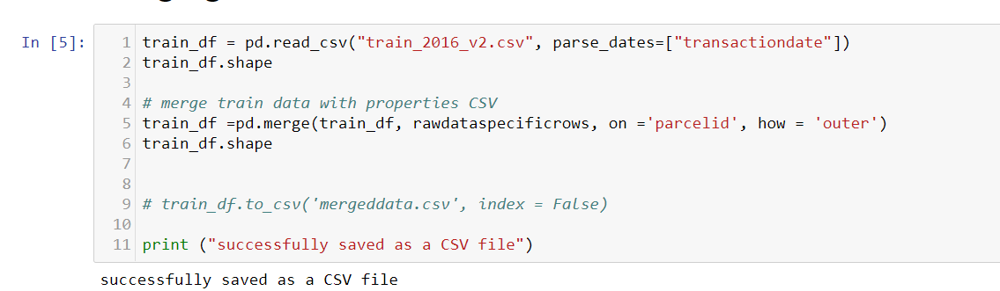 In [5]:
1 train_df = pd.read_csv("train_2016_v2.csv", parse_dates=["transactiondate"])
2 train_df.shape
3
4 # merge train data with properties CSV
5 train_df =pd.merge(train_df, rawdataspecificrows, on ='parcelid', how = 'outer')
6 train_df.shape
7
8
9 # train_df.to_csv('mergeddata.csv', index = False)
10
11 print ("successfully saved as a CSV file")
successfully saved as a CSV file